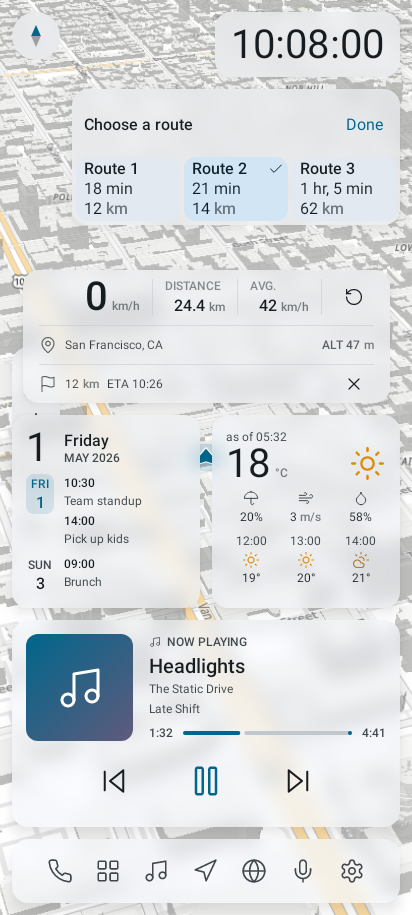 10:08:00
NOB HILL
Choose a route
Done
Route 1
18 min
12 km
Route 2
21 min
14 km
Route 3
1 hr, 5 min
62 km
0 km/h
DISTANCE
24.4 km
AVG.
42 km/h
San Francisco, CA
ALT 47 m
12 km ETA 10:26
1
Friday
MAY 2026
FRI
1
10:30
Team standup
14:00
Pick up kids
SUN
3
09:00
Brunch
as of 05:32
18 °C
20%
3 m/s
58%
12:00
13:00
14:00
19°
20°
21°
Van
NOW PLAYING
Headlights
The Static Drive
Late Shift
1:32
4:41